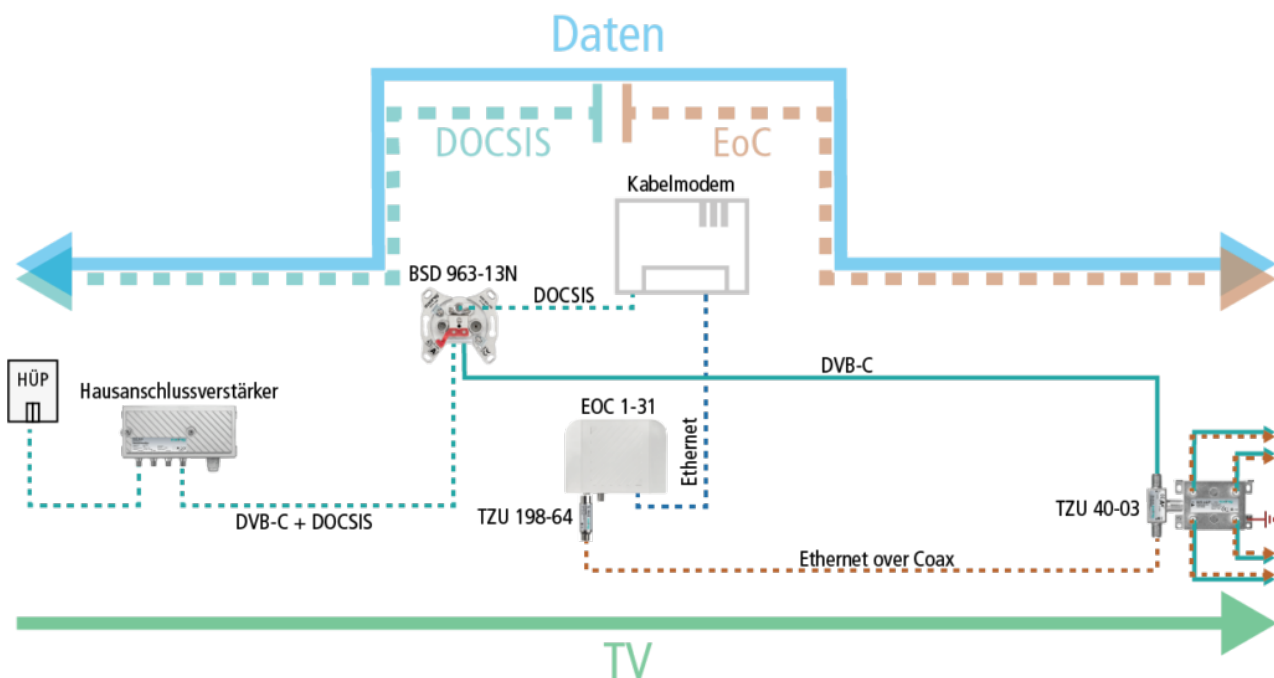 Daten
DOCSIS
EoC
Kabelmodem
BSD 963-13N
DOCSIS
HÜP
Hausanschlussverstärker
DVB-C
EOC 1-31
Ethernet
TZU 198-64
TZU 40-03
DVB-C + DOCSIS
Ethernet over Coax
TV